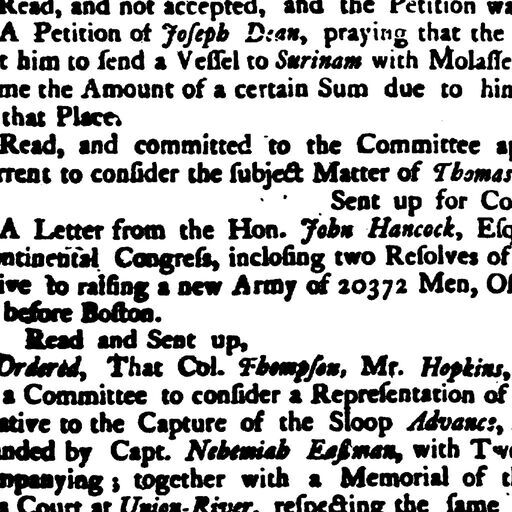 Read, and not accepted, and the Petition wa
A Petition of Joſeph Dean, praying that the
t him to ſend a Veſſel to Surinam with Molaſſe
me the Amount of a certain Sum due to him
that Place.
Read, and committed to the Committee ap
rrent to conſider the ſubject Matter of Thomas
Sent up for Co
A Letter from the Hon. John Hancock, Eſq
ontinental Congreſs, incloſing two Reſolves of
ive to raiſing a new Army of 20372 Men, Of
before Boſton.
Read and Sent up,
Ordered, That Col. Thompſon, Mr. Hopkins,
a Committee to conſider a Repreſentation of
ative to the Capture of the Sloop Advance,
nded by Capt. Nehemiah Eaſtman, with Tw
mpanying; together with a Memorial of th
a Court at Union-River, reſpecting the ſame